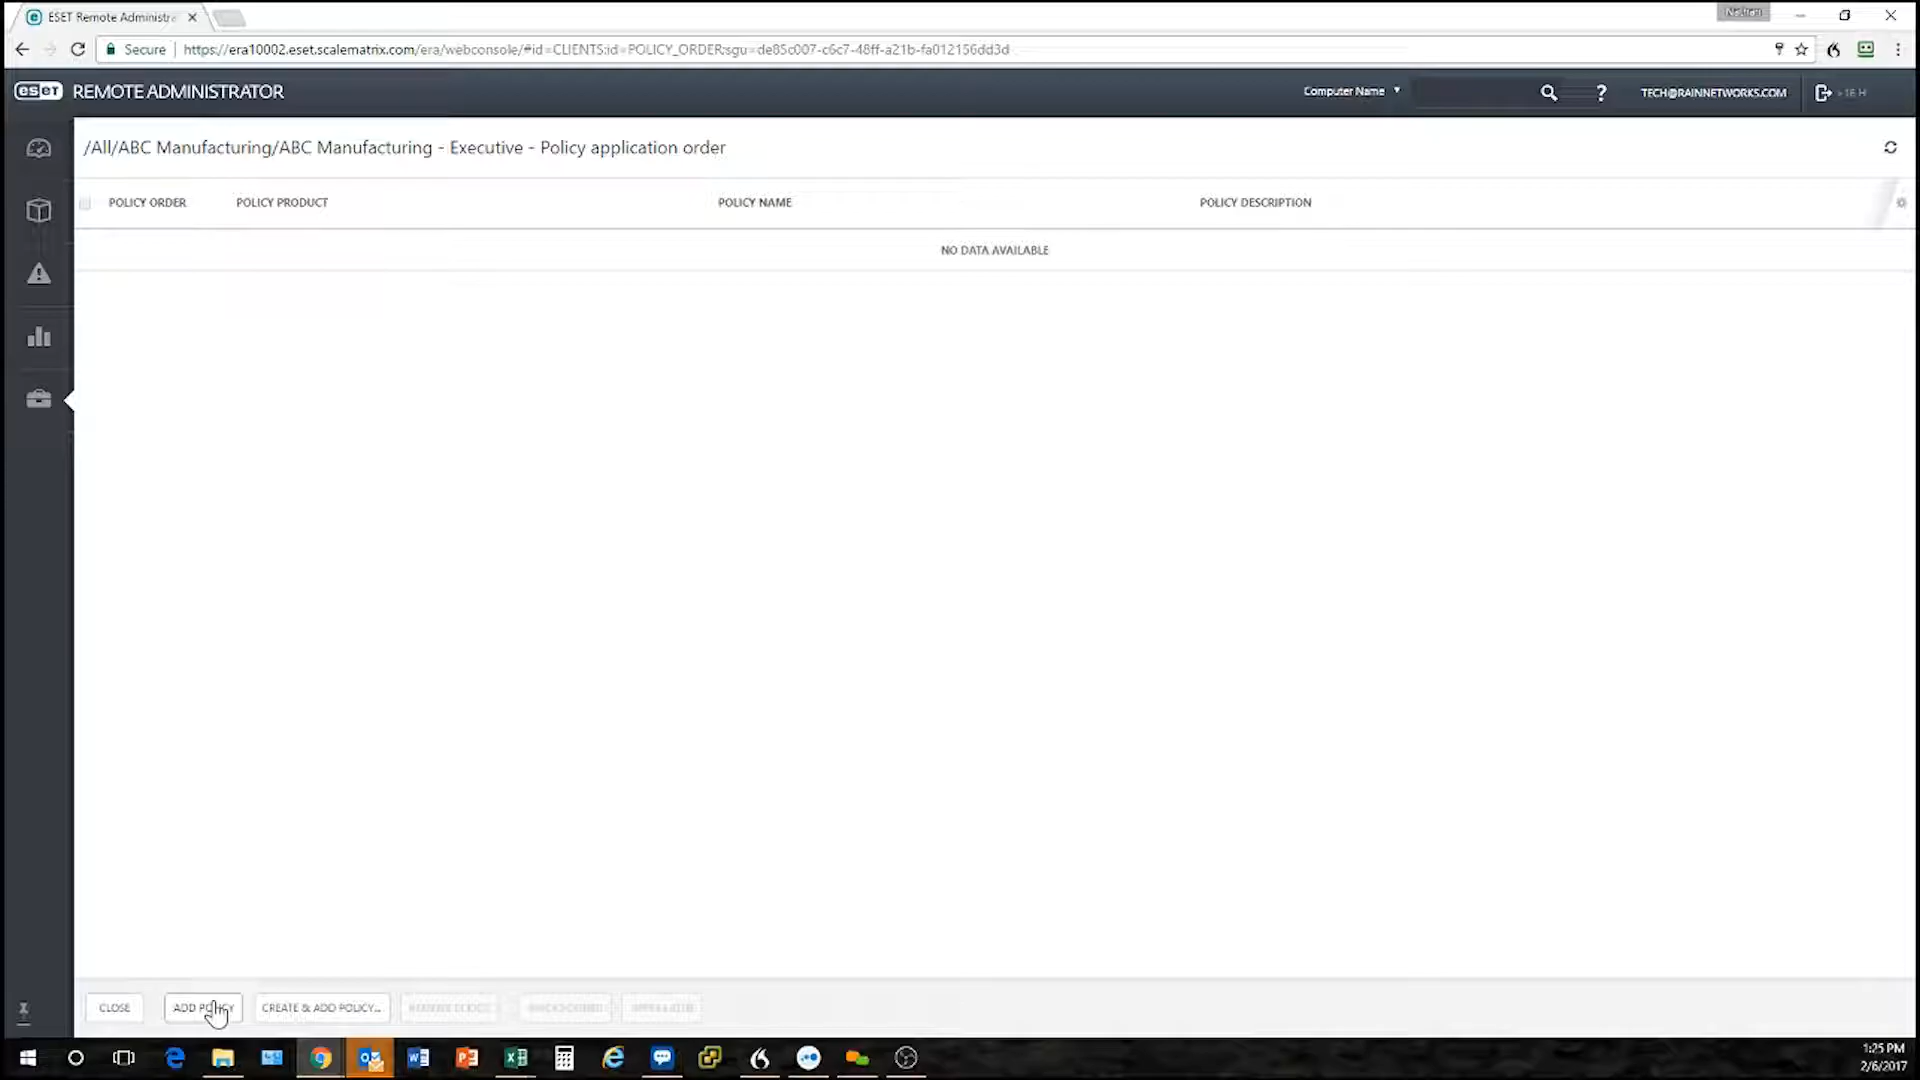 ESET Remote Administra
Secure https://era10002.eset.scalematrix.com/era/webconsole/#id=CLIENTS:id=POLICY_ORDER;sgu=de85c007-c6c7-48ff-a21b-fa012156dd3d
eset REMOTE ADMINISTRATOR Computer Name ? TECH@RAINNETWORKS.COM
/All/ABC Manufacturing/ABC Manufacturing - Executive - Policy application order
POLICY ORDER POLICY PRODUCT POLICY NAME POLICY DESCRIPTION
NO DATA AVAILABLE
CLOSE ADD POLICY CREATE & ADD POLICY...
1:25 PM
2/6/2017